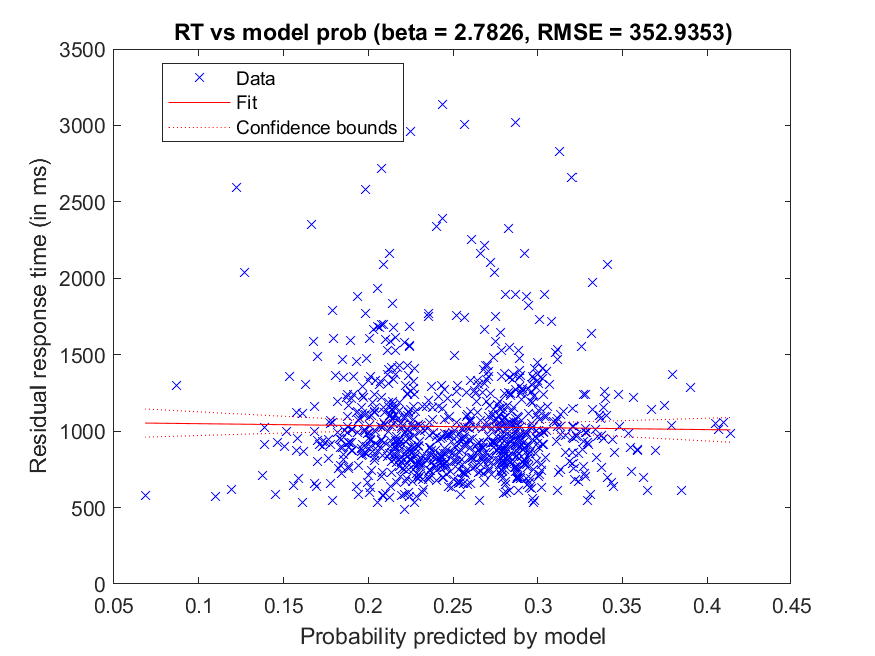 RT vs model prob (beta = 2.7826, RMSE = 352.9353)
3500
3000
2500
2000
1500
1000
500
0
Residual response time (in ms)
Data
Fit
Confidence bounds
0.05 0.1 0.15 0.2 0.25 0.3 0.35 0.4 0.45
Probability predicted by model